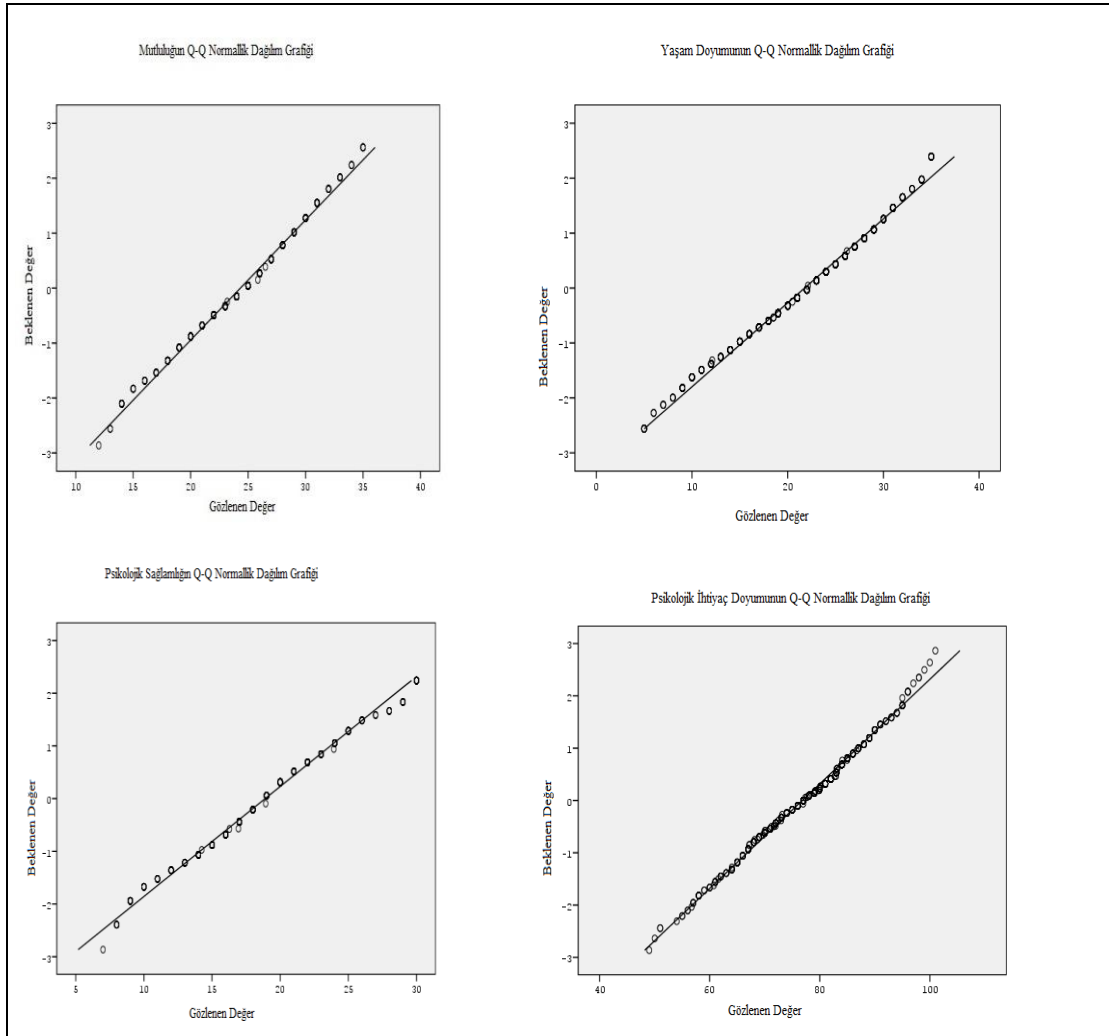 Mutluluğun Q-Q Normallik Dağılım Grafiği
3
2
1
0
-1
-2
-3
Beklenen Değer
10 15 20 25 30 35 40
Gözlenen Değer
Yaşam Doyumunun Q-Q Normallik Dağılım Grafiği
3
2
1
0
-1
-2
-3
Beklenen Değer
0 10 20 30 40
Gözlenen Değer
Psikolojik Sağlamlığın Q-Q Normallik Dağılım Grafiği
3
2
1
0
-1
-2
-3
Beklenen Değer
5 10 15 20 25 30
Gözlenen Değer
Psikolojik İhtiyaç Doyumunun Q-Q Normallik Dağılım Grafiği
3
2
1
0
-1
-2
-3
Beklenen Değer
40 60 80 100
Gözlenen Değer